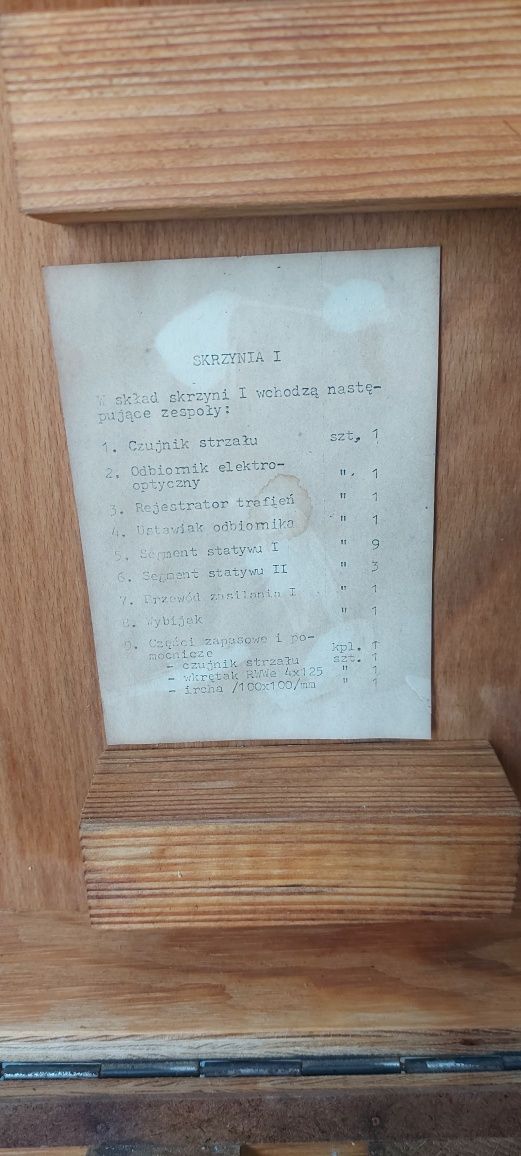 SKRZYNIA I
W skład skrzyni I wchodzą nastę-
pujące zespoły:
1. Czujnik strzału szt. 1
2. Odbiornik elektro-
optyczny " 1
3. Rejestrator trafień " 1
4. Ustawiak odbiornika " 1
5. Segment statywu I " 9
6. Segment statywu II " 3
7. Przewód zasilania I " 1
8. Wybijak " 1
9. Części zapasowe i po-
mocnicze kpl. 1
- czujnik strzału szt. 1
- wkrętak RWWe 4x125 " 1
- ircha /100x100/mm " 1